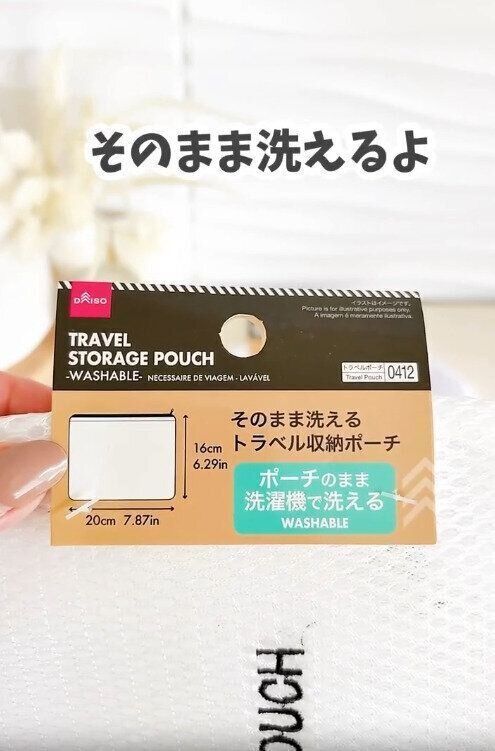 そのまま洗えるよ
DAISO
イラストはイメージです。
Picture is for illustrative purposes only.
A imagem é meramente ilustrativa.
TRAVEL
STORAGE POUCH
-WASHABLE- NECESSAIRE DE VIAGEM - LAVÁVEL
トラベルポーチ
Travel Pouch
0412
そのまま洗える
トラベル収納ポーチ
16cm
6.29in
ポーチのまま
洗濯機で洗える
WASHABLE
20cm 7.87in
OUCH